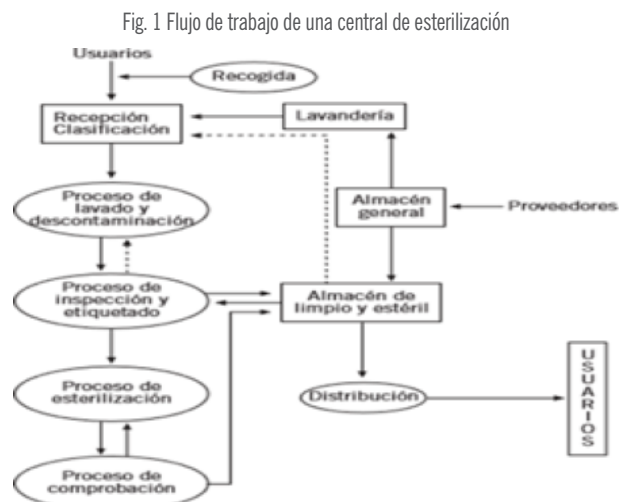 Fig. 1 Flujo de trabajo de una central de esterilización
Usuarios
Recogida
Recepción
Clasificación
Lavandería
Proceso de
lavado y
descontaminación
Almacén
general
Proveedores
Proceso de
inspección y
etiquetado
Almacén de
limpio y estéril
Proceso de
esterilización
Distribución
USUARIOS
Proceso de
comprobación